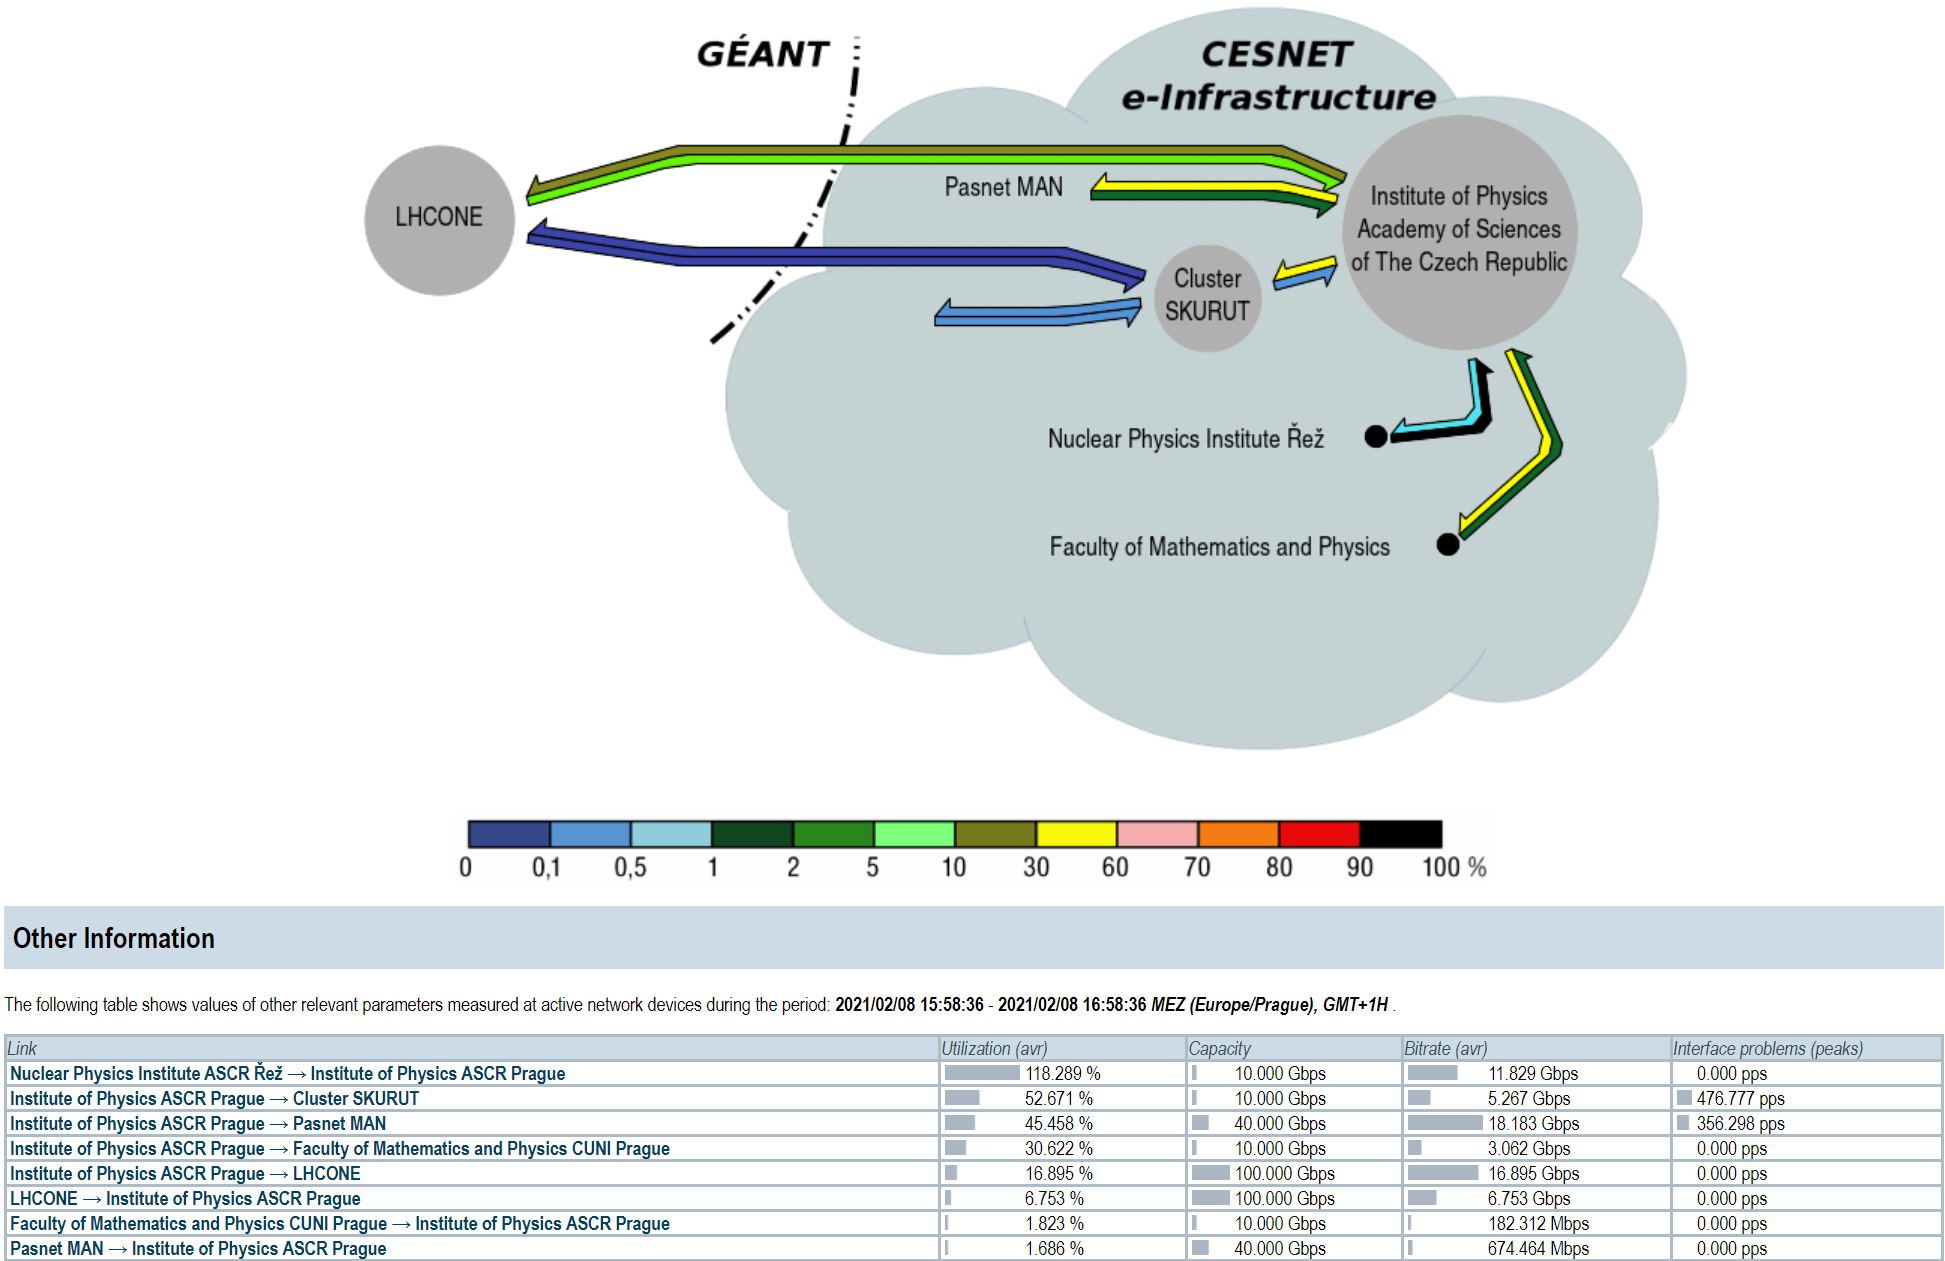 GÉANT
CESNET
e-Infrastructure
LHCONE
Pasnet MAN
Institute of Physics
Academy of Sciences
of The Czech Republic
Cluster
SKURUT
Nuclear Physics Institute Řež
Faculty of Mathematics and Physics
0 0,1 0,5 1 2 5 10 30 60 70 80 90 100 %
Other Information
The following table shows values of other relevant parameters measured at active network devices during the period: 2021/02/08 15:58:36 - 2021/02/08 16:58:36 MEZ (Europe/Prague), GMT+1H .
Link Utilization (avr) Capacity Bitrate (avr) Interface problems (peaks)
Nuclear Physics Institute ASCR Řež → Institute of Physics ASCR Prague 118.289 % 10.000 Gbps 11.829 Gbps 0.000 pps
Institute of Physics ASCR Prague → Cluster SKURUT 52.671 % 10.000 Gbps 5.267 Gbps 476.777 pps
Institute of Physics ASCR Prague → Pasnet MAN 45.458 % 40.000 Gbps 18.183 Gbps 356.298 pps
Institute of Physics ASCR Prague → Faculty of Mathematics and Physics CUNI Prague 30.622 % 10.000 Gbps 3.062 Gbps 0.000 pps
Institute of Physics ASCR Prague → LHCONE 16.895 % 100.000 Gbps 16.895 Gbps 0.000 pps
LHCONE → Institute of Physics ASCR Prague 6.753 % 100.000 Gbps 6.753 Gbps 0.000 pps
Faculty of Mathematics and Physics CUNI Prague → Institute of Physics ASCR Prague 1.823 % 10.000 Gbps 182.312 Mbps 0.000 pps
Pasnet MAN → Institute of Physics ASCR Prague 1.686 % 40.000 Gbps 674.464 Mbps 0.000 pps